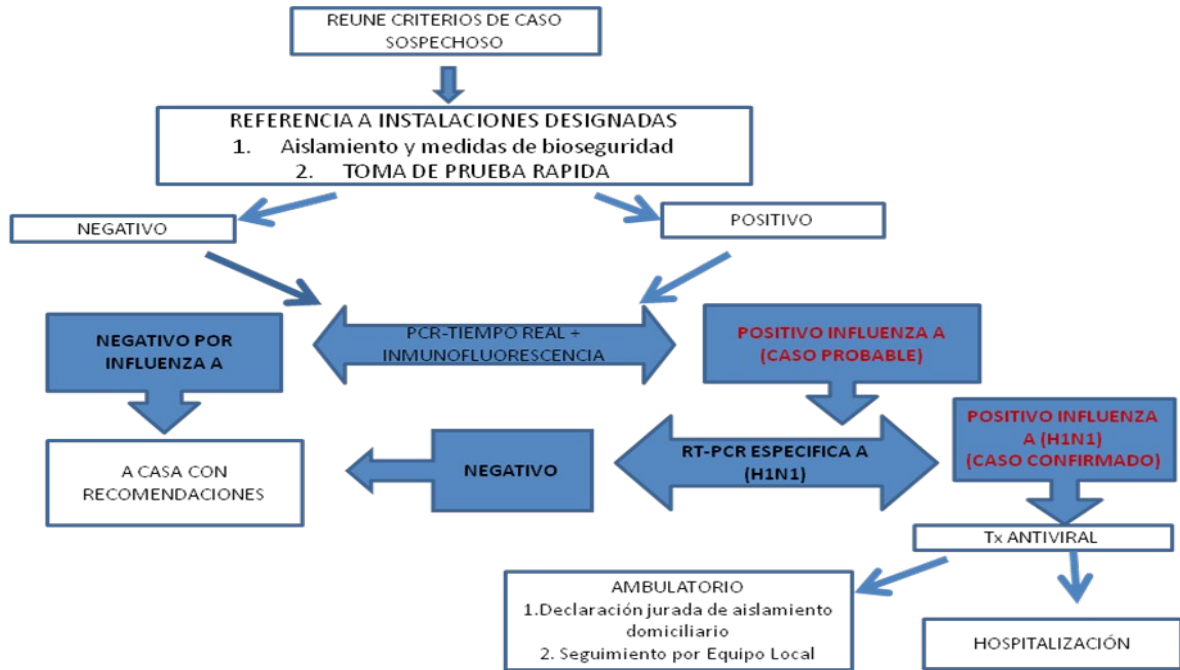 REUNE CRITERIOS DE CASO
SOSPECHOSO
REFERENCIA A INSTALACIONES DESIGNADAS
1. Aislamiento y medidas de bioseguridad
2. TOMA DE PRUEBA RAPIDA
NEGATIVO
POSITIVO
NEGATIVO POR
INFLUENZA A
PCR-TIEMPO REAL +
INMUNOFLUORESCENCIA
POSITIVO INFLUENZA A
(CASO PROBABLE)
A CASA CON
RECOMENDACIONES
NEGATIVO
RT-PCR ESPECIFICA A
(H1N1)
POSITIVO INFLUENZA
A (H1N1)
(CASO CONFIRMADO)
Tx ANTIVIRAL
AMBULATORIO
1.Declaración jurada de aislamiento
domiciliario
2. Seguimiento por Equipo Local
HOSPITALIZACIÓN